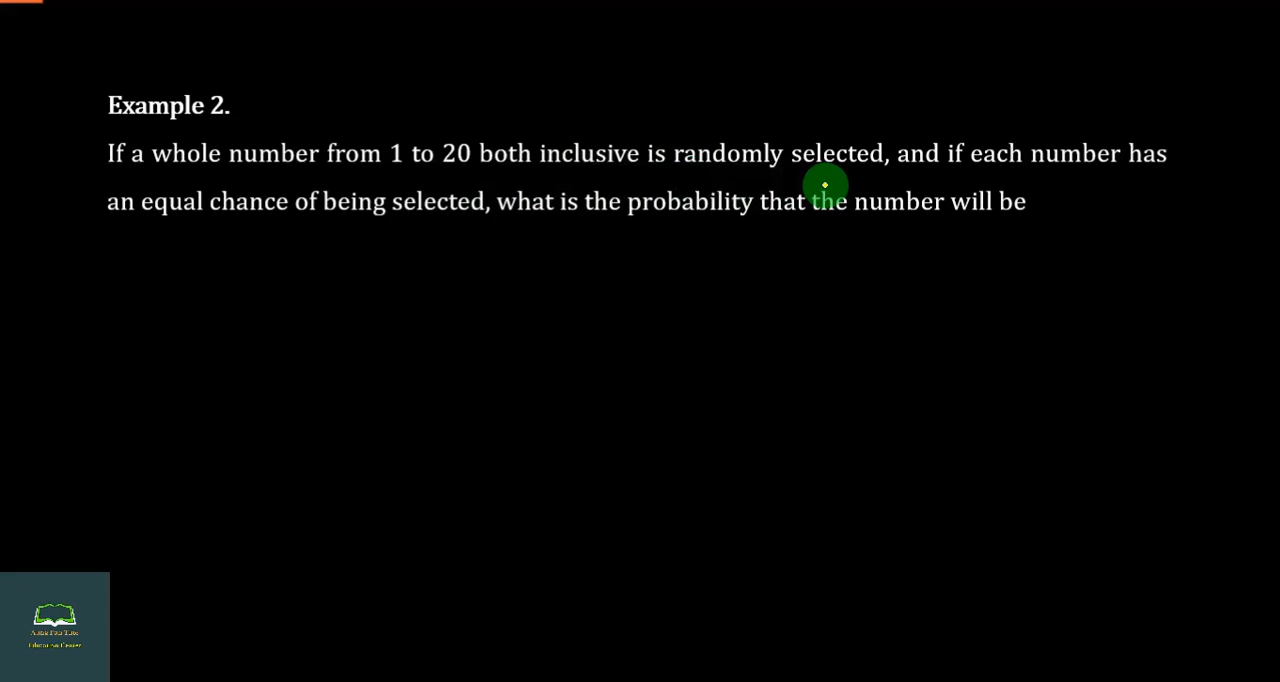 Example 2.
If a whole number from 1 to 20 both inclusive is randomly selected, and if each number has
an equal chance of being selected, what is the probability that the number will be